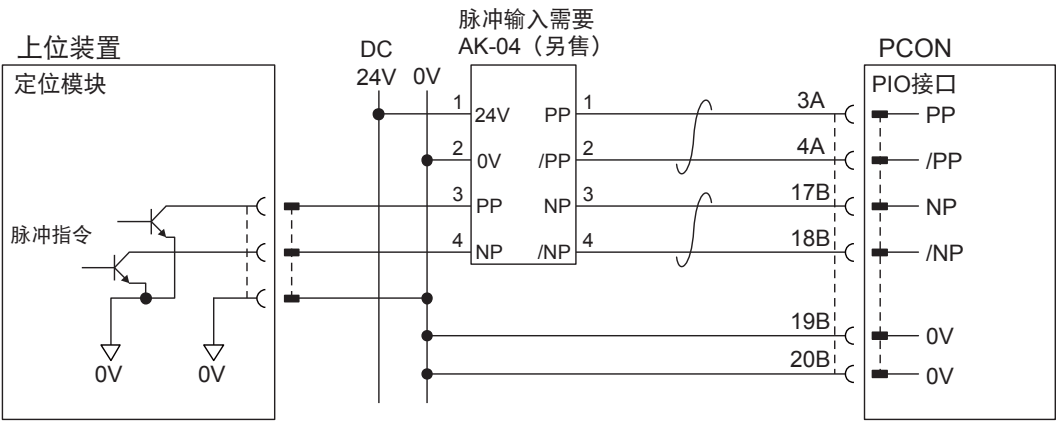 脉冲输入需要
AK-04（另售）
上位装置
DC
24V 0V
PCON
定位模块
PIO接口
1 24V PP 1 3A PP
2 0V /PP 2 4A /PP
3 PP NP 3 17B NP
脉冲指令
4 NP /NP 4 18B /NP
19B 0V
20B 0V
0V 0V